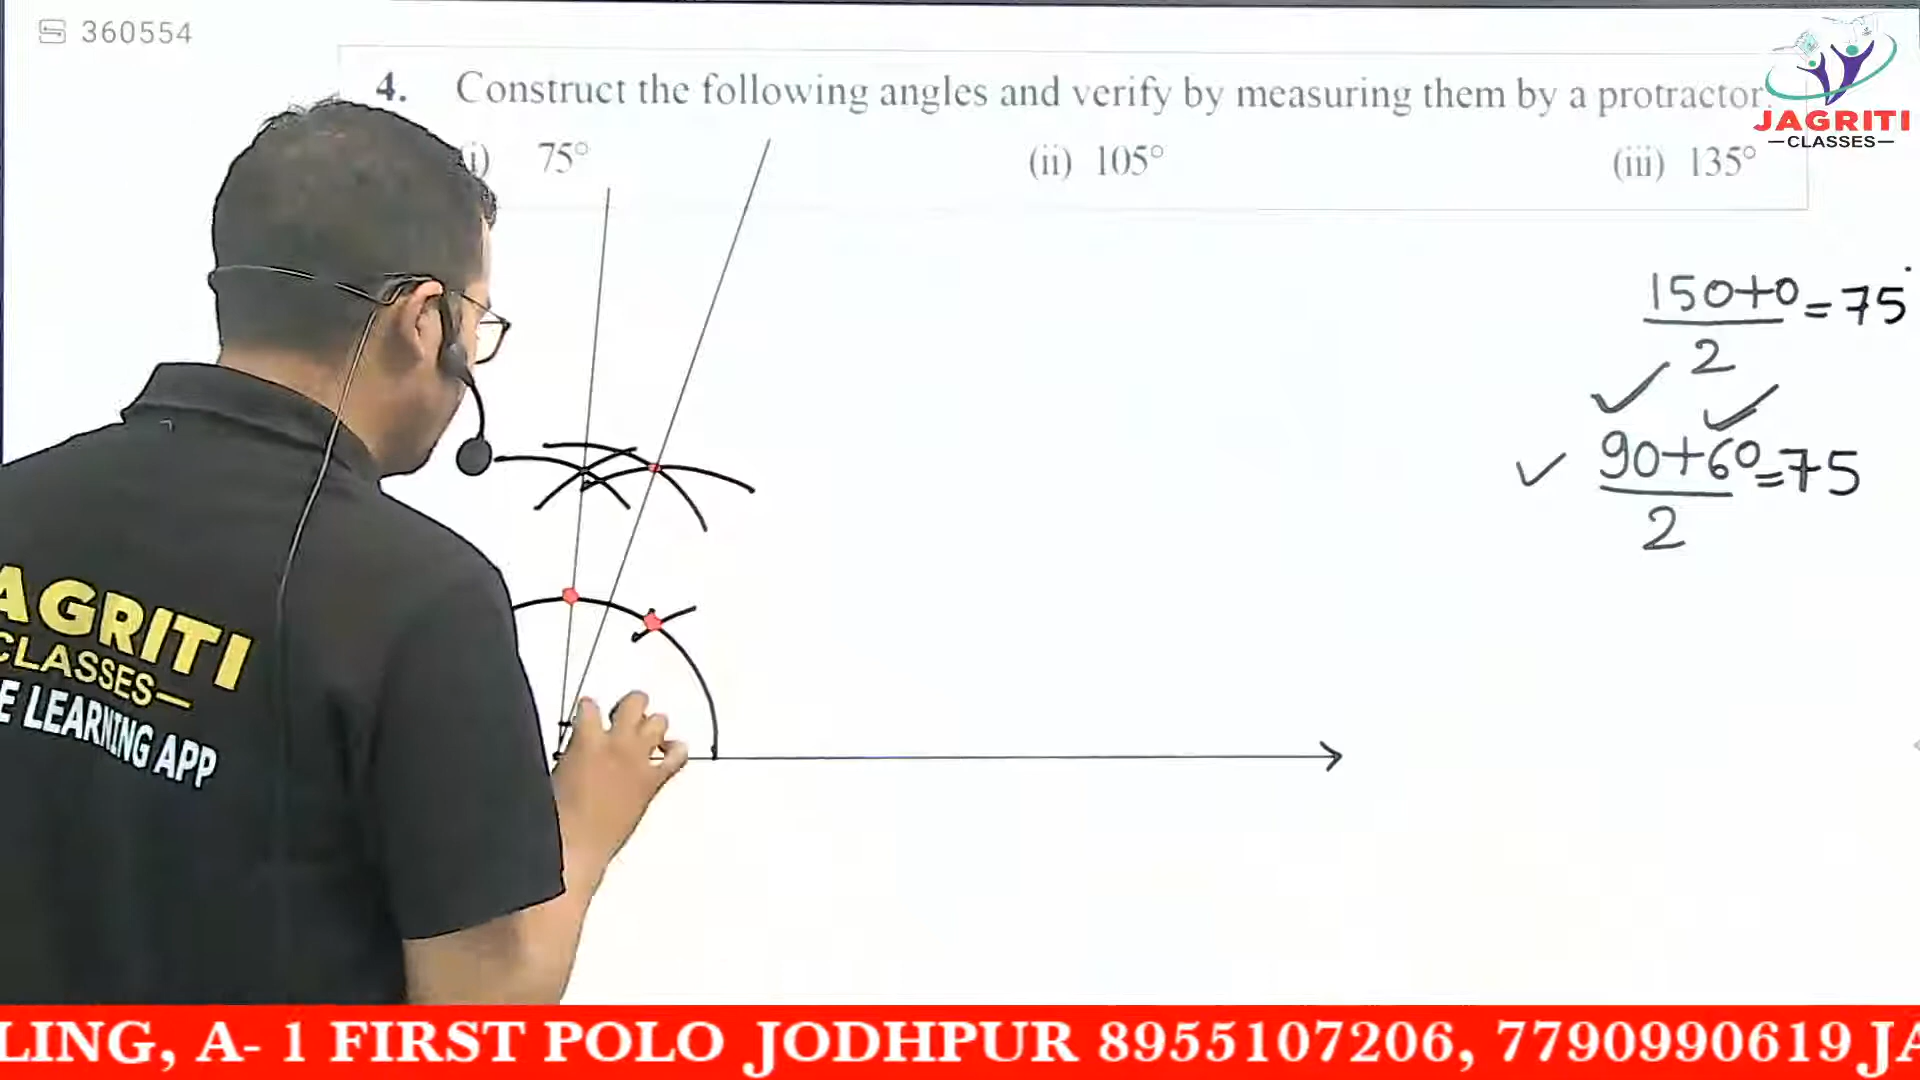 360554
4. Construct the following angles and verify by measuring them by a protractor.
(i) 75° (ii) 105° (iii) 135°
JAGRITI
—CLASSES—
150+0 = 75°
2
90+60 = 75
2
AGRITI
CLASSES—
E LEARNING APP
LING, A- 1 FIRST POLO JODHPUR 8955107206, 7790990619 JA